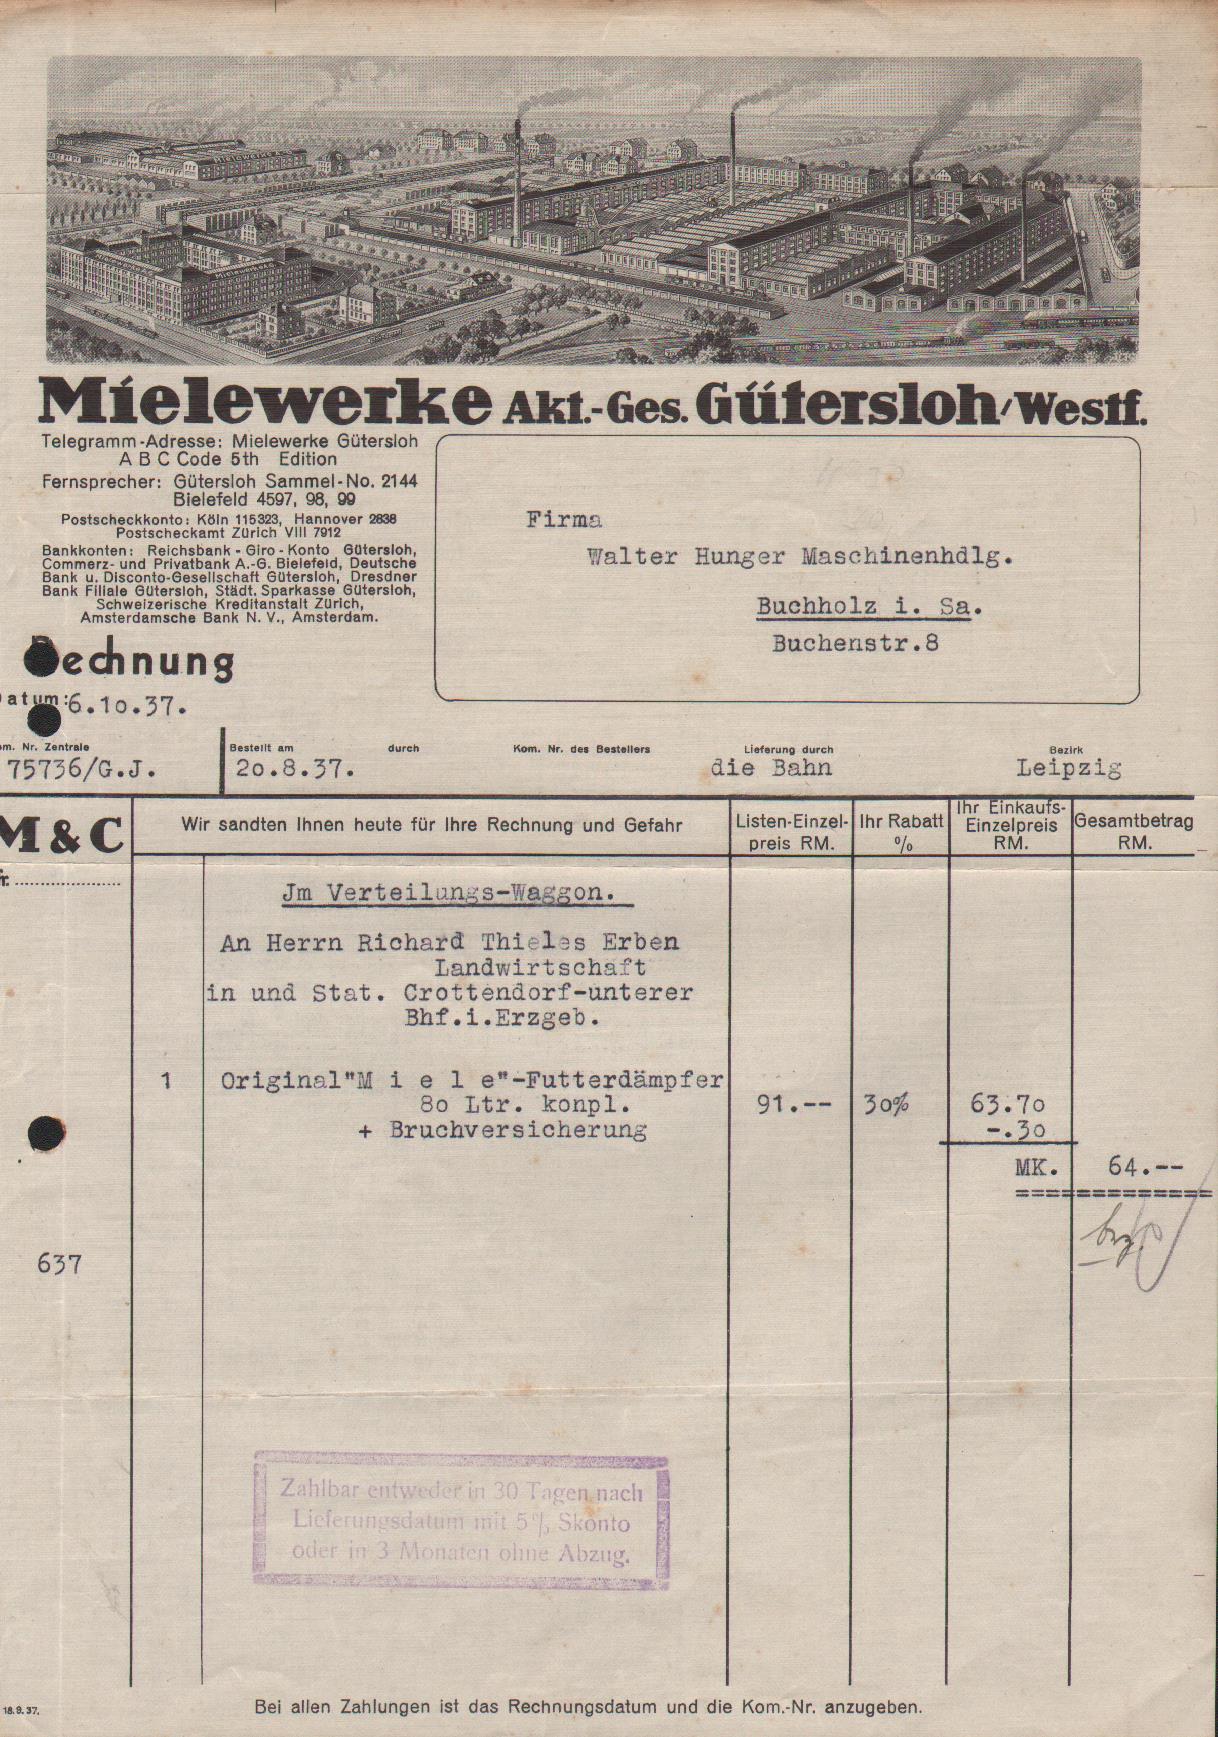 Mielewerke Akt.-Ges. Gütersloh/Westf.
Telegramm-Adresse: Mielewerke Gütersloh
A B C Code 5th Edition
Fernsprecher: Gütersloh Sammel-No. 2144
Bielefeld 4597, 98, 99
Postscheckkonto: Köln 115323, Hannover 2838
Postscheckamt Zürich VIII 7912
Bankkonten: Reichsbank-Giro-Konto Gütersloh,
Commerz- und Privatbank A.-G. Bielefeld, Deutsche
Bank u. Disconto-Gesellschaft Gütersloh, Dresdner
Bank Filiale Gütersloh, Städt. Sparkasse Gütersloh,
Schweizerische Kreditanstalt Zürich,
Amsterdamsche Bank N. V., Amsterdam.
Firma
Walter Hunger Maschinenhdlg.
Buchholz i. Sa.
Buchenstr.8
Rechnung
Datum: 6.10.37.
om. Nr. Zentrale Bestellt am durch Kom. Nr. des Bestellers Lieferung durch Bezirk
75736/G.J. 20.8.37. die Bahn Leipzig
M & C Wir sandten Ihnen heute für Ihre Rechnung und Gefahr Listen-Einzel-preis RM. Ihr Rabatt % Ihr Einkaufs-Einzelpreis RM. Gesamtbetrag RM.
r.
Jm Verteilungs-Waggon.
An Herrn Richard Thieles Erben
Landwirtschaft
in und Stat. Crottendorf-unterer
Bhf.i.Erzgeb.
1 Original"M i e l e"-Futterdämpfer
80 Ltr. konpl. 91.-- 30% 63.70
+ Bruchversicherung -.30
MK. 64.--
637
Zahlbar entweder in 30 Tagen nach
Lieferungsdatum mit 5% Skonto
oder in 3 Monaten ohne Abzug.
18.9.37.
Bei allen Zahlungen ist das Rechnungsdatum und die Kom.-Nr. anzugeben.